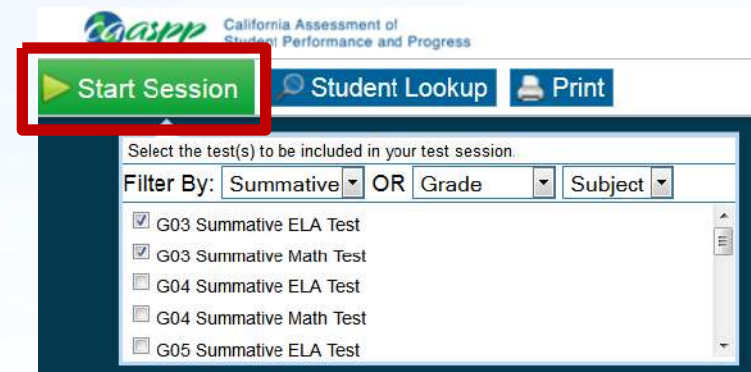 caaspp California Assessment of
Student Performance and Progress
Start Session Student Lookup Print
Select the test(s) to be included in your test session.
Filter By: Summative OR Grade Subject
G03 Summative ELA Test
G03 Summative Math Test
G04 Summative ELA Test
G04 Summative Math Test
G05 Summative ELA Test